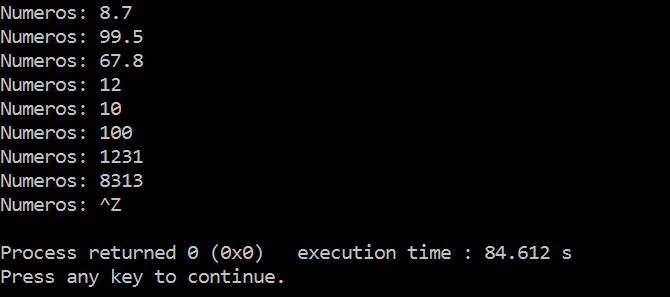 Numeros: 8.7
Numeros: 99.5
Numeros: 67.8
Numeros: 12
Numeros: 10
Numeros: 100
Numeros: 1231
Numeros: 8313
Numeros: ^Z
Process returned 0 (0x0)   execution time : 84.612 s
Press any key to continue.